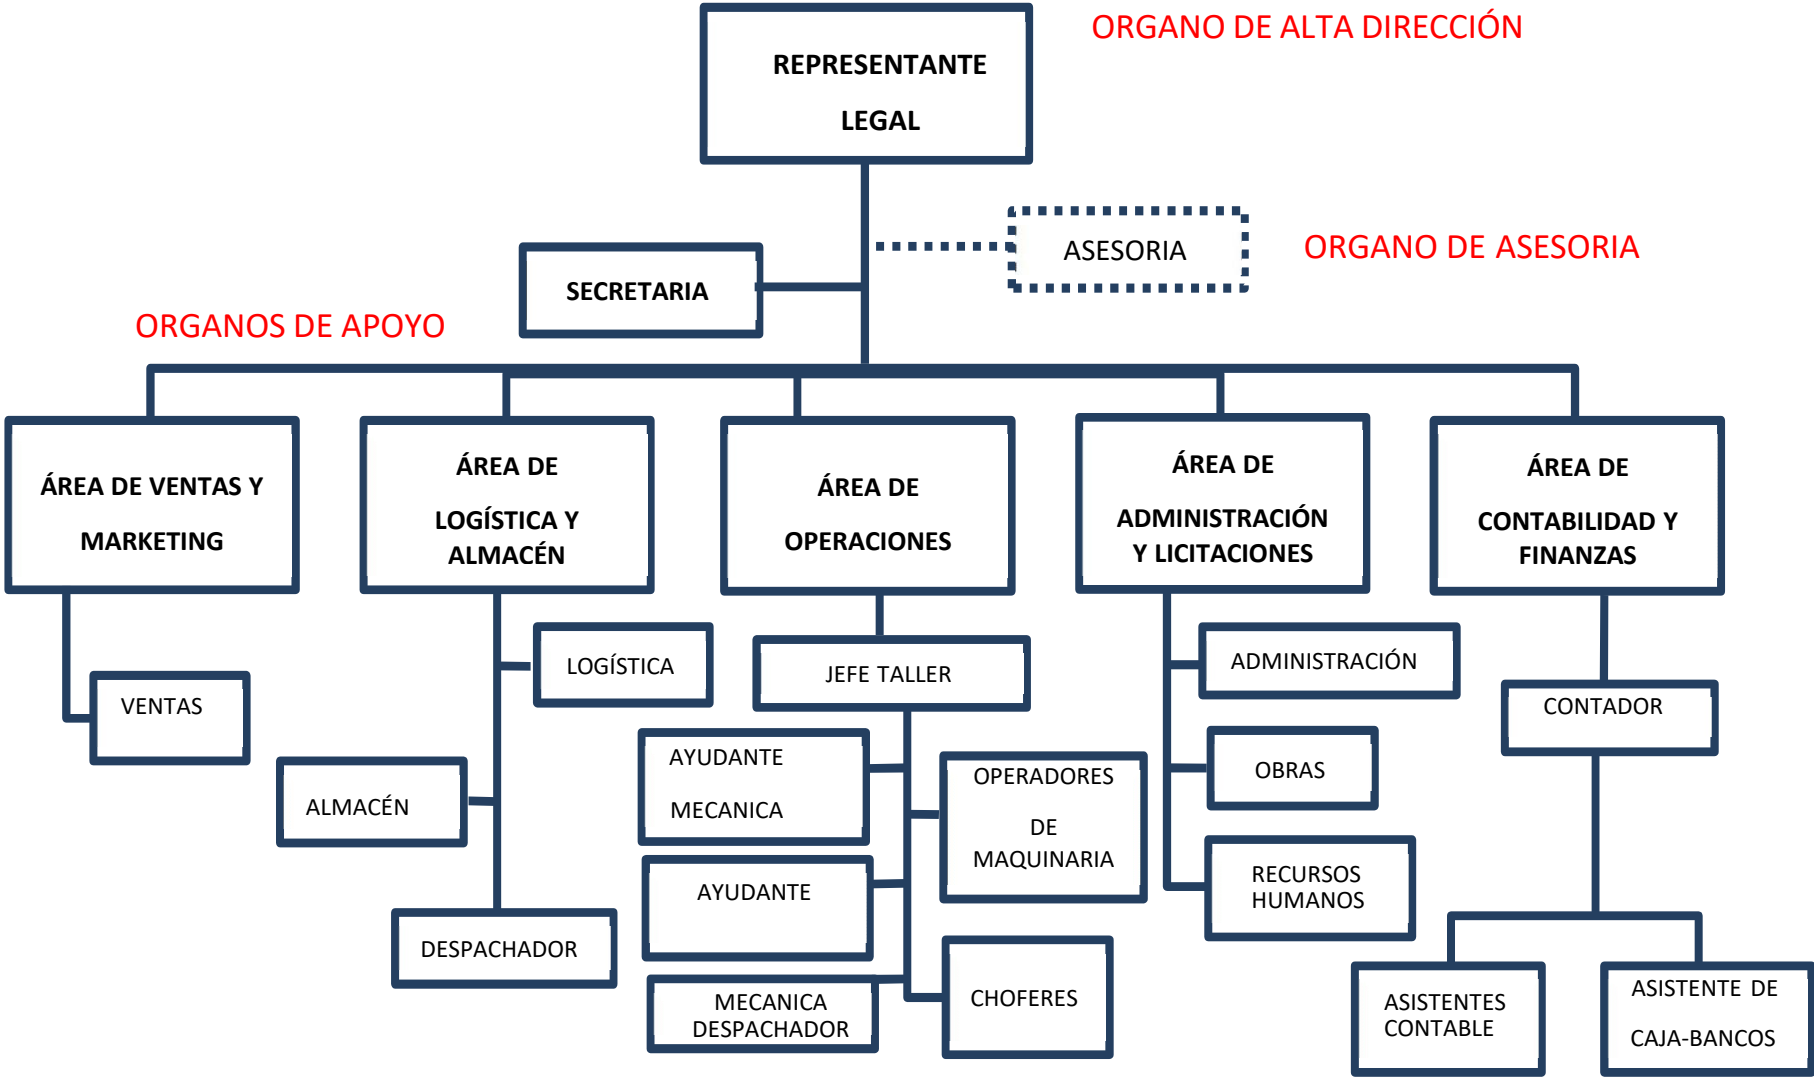 ORGANO DE ALTA DIRECCIÓN
REPRESENTANTE
LEGAL
ASESORIA
ORGANO DE ASESORIA
SECRETARIA
ORGANOS DE APOYO
ÁREA DE VENTAS Y
MARKETING
ÁREA DE
LOGÍSTICA Y
ALMACÉN
ÁREA DE
OPERACIONES
ÁREA DE
ADMINISTRACIÓN
Y LICITACIONES
ÁREA DE
CONTABILIDAD Y
FINANZAS
VENTAS
LOGÍSTICA
ALMACÉN
DESPACHADOR
JEFE TALLER
AYUDANTE
MECANICA
OPERADORES
DE
MAQUINARIA
AYUDANTE
MECANICA
DESPACHADOR
CHOFERES
ADMINISTRACIÓN
OBRAS
RECURSOS
HUMANOS
CONTADOR
ASISTENTES
CONTABLE
ASISTENTE DE
CAJA-BANCOS